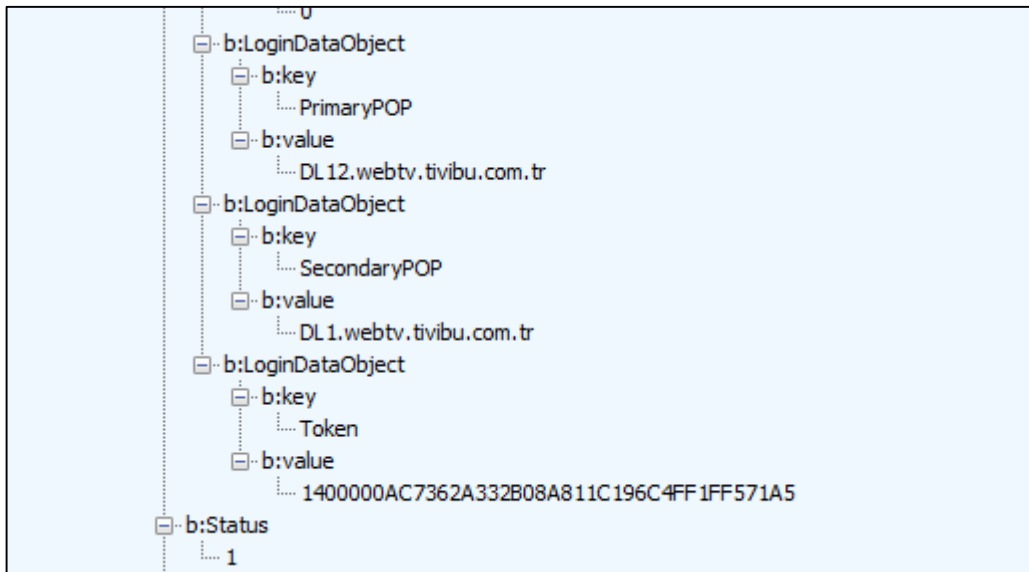 0
b:LoginDataObject
b:key
PrimaryPOP
b:value
DL12.webtv.tivibu.com.tr
b:LoginDataObject
b:key
SecondaryPOP
b:value
DL1.webtv.tivibu.com.tr
b:LoginDataObject
b:key
Token
b:value
1400000AC7362A332B08A811C196C4FF1FF571A5
b:Status
1